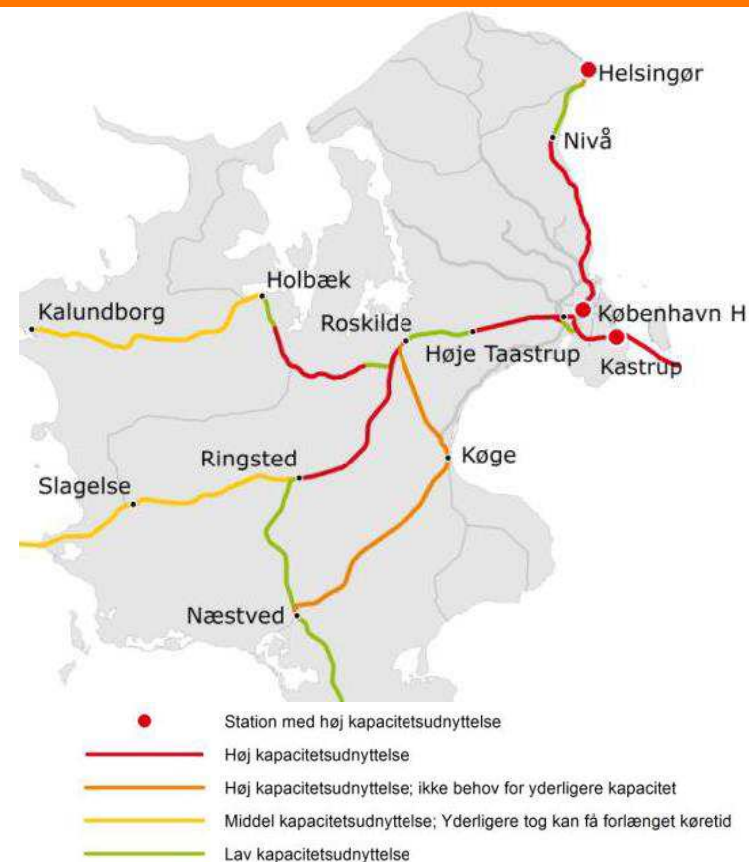 Helsingør
Nivå
Holbæk
Kalundborg
København H
Roskilde
Høje Taastrup
Kastrup
Ringsted
Køge
Slagelse
Næstved
Station med høj kapacitetsudnyttelse
Høj kapacitetsudnyttelse
Høj kapacitetsudnyttelse; ikke behov for yderligere kapacitet
Middel kapacitetsudnyttelse; Yderligere tog kan få forlænget køretid
Lav kapacitetsudnyttelse